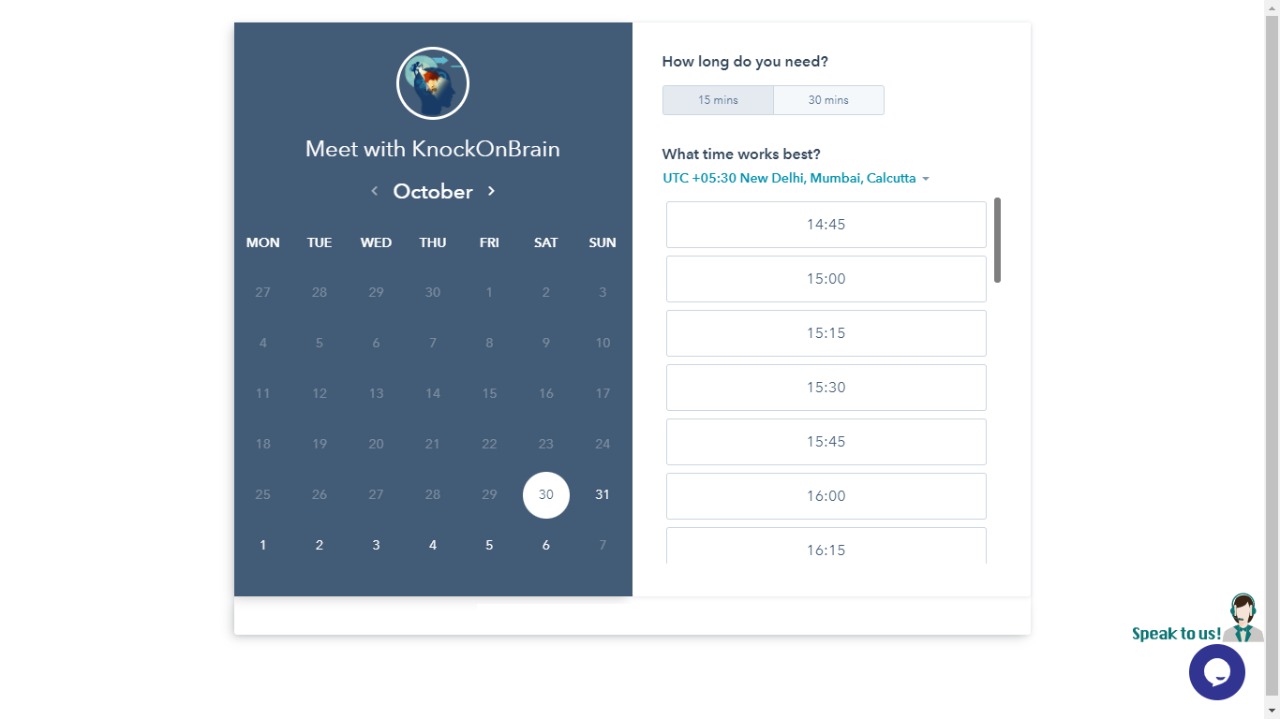 Meet with KnockOnBrain
October
MON TUE WED THU FRI SAT SUN
27 28 29 30 1 2 3
4 5 6 7 8 9 10
11 12 13 14 15 16 17
18 19 20 21 22 23 24
25 26 27 28 29 30 31
1 2 3 4 5 6 7
How long do you need?
15 mins 30 mins
What time works best?
UTC +05:30 New Delhi, Mumbai, Calcutta
14:45
15:00
15:15
15:30
15:45
16:00
16:15
Speak to us!